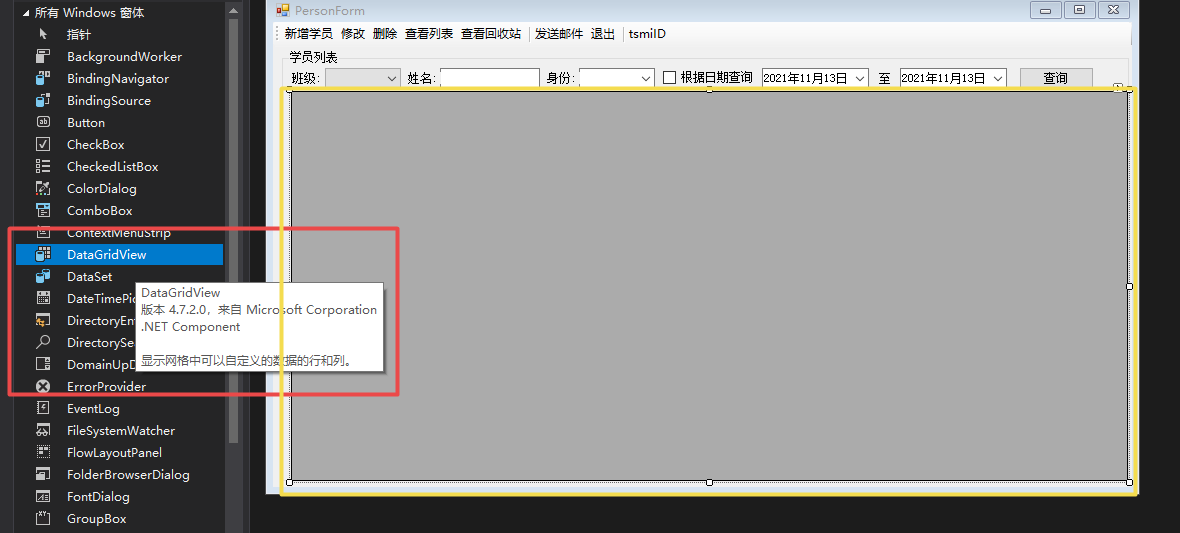 所有 Windows 窗体
指针
BackgroundWorker
BindingNavigator
BindingSource
Button
CheckBox
CheckedListBox
ColorDialog
ComboBox
ContextMenuStrip
DataGridView
DataSet
DateTimePic
DirectoryEn
DirectorySe
DomainUpD
ErrorProvider
EventLog
FileSystemWatcher
FlowLayoutPanel
FolderBrowserDialog
FontDialog
GroupBox
DataGridView
版本 4.7.2.0，来自 Microsoft Corporation
.NET Component
显示网格中可以自定义的数据的行和列。
PersonForm
新增学员 修改 删除 查看列表 查看回收站 发送邮件 退出 tsmiID
学员列表
班级: 姓名: 身份: 根据日期查询 2021年11月13日 至 2021年11月13日 查询